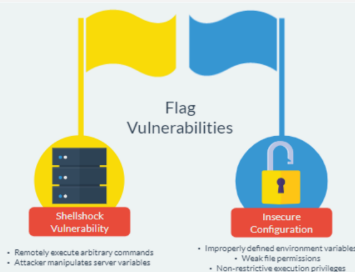 Flag
Vulnerabilities
Shellshock
Vulnerability
Insecure
Configuration
• Remotely execute arbitrary commands
• Attacker manipulates server variables
• Improperly defined environment variables
• Weak file permissions
• Non-restrictive execution privileges